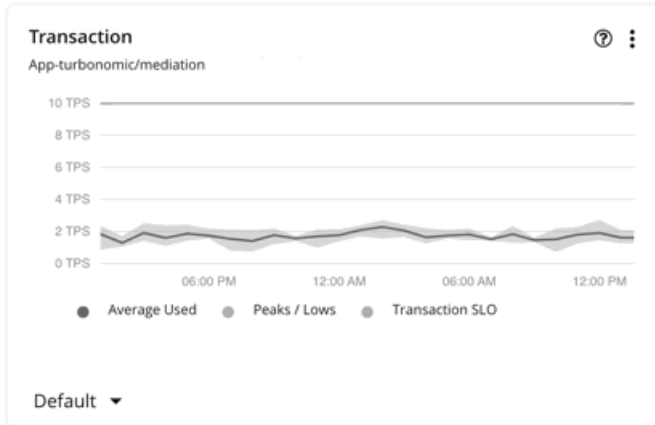 Transaction
App-turbonomic/mediation
10 TPS
8 TPS
6 TPS
4 TPS
2 TPS
0 TPS
06:00 PM 12:00 AM 06:00 AM 12:00 PM
Average Used Peaks / Lows Transaction SLO
Default